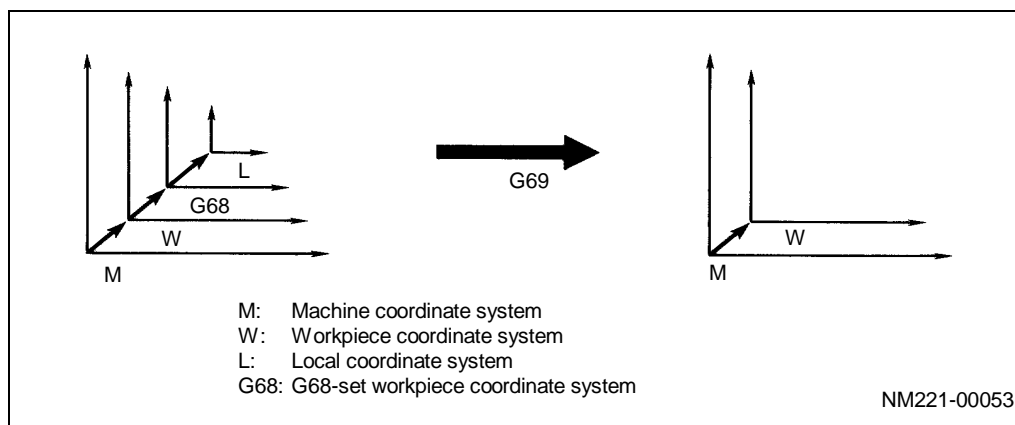 L
G68
W
M
G69
W
M
M: Machine coordinate system
W: Workpiece coordinate system
L: Local coordinate system
G68: G68-set workpiece coordinate system
NM221-00053